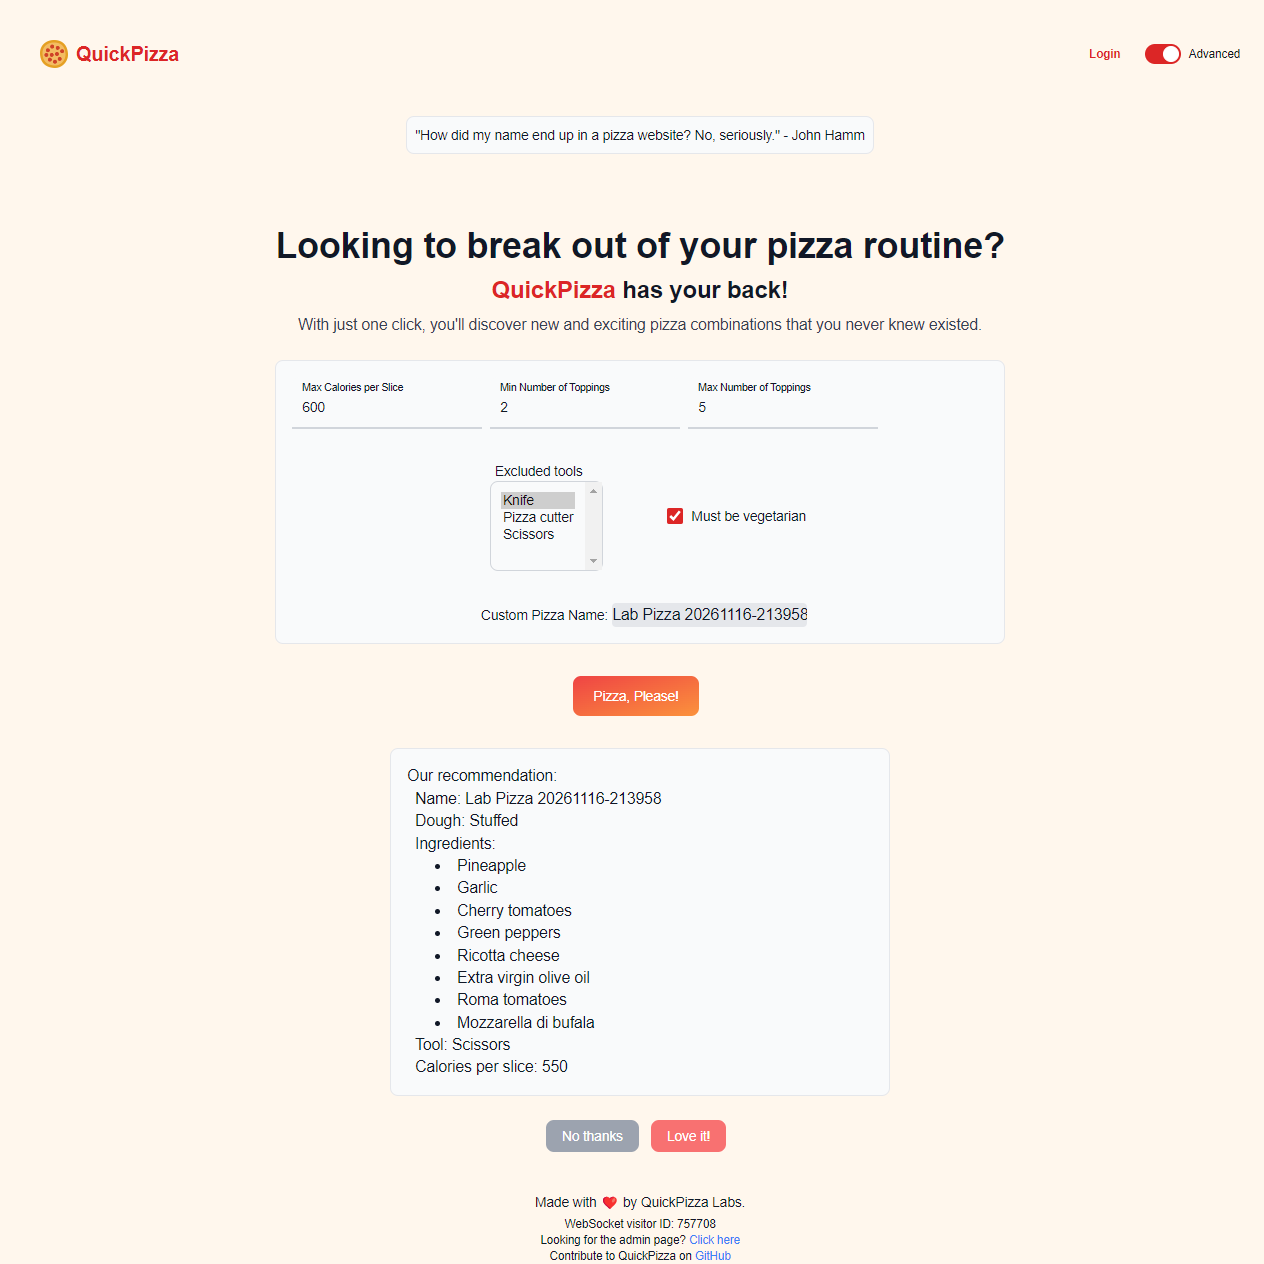 QuickPizza
Login
Advanced
"How did my name end up in a pizza website? No, seriously." - John Hamm
Looking to break out of your pizza routine?
QuickPizza has your back!
With just one click, you'll discover new and exciting pizza combinations that you never knew existed.
Max Calories per Slice
Min Number of Toppings
Max Number of Toppings
600
2
5
Excluded tools
Knife
Pizza cutter
Scissors
Must be vegetarian
Custom Pizza Name: Lab Pizza 20261116-213958
Pizza, Please!
Our recommendation:
Name: Lab Pizza 20261116-213958
Dough: Stuffed
Ingredients:
• Pineapple
• Garlic
• Cherry tomatoes
• Green peppers
• Ricotta cheese
• Extra virgin olive oil
• Roma tomatoes
• Mozzarella di bufala
Tool: Scissors
Calories per slice: 550
No thanks
Love it!
Made with ❤️ by QuickPizza Labs.
WebSocket visitor ID: 757708
Looking for the admin page? Click here
Contribute to QuickPizza on GitHub